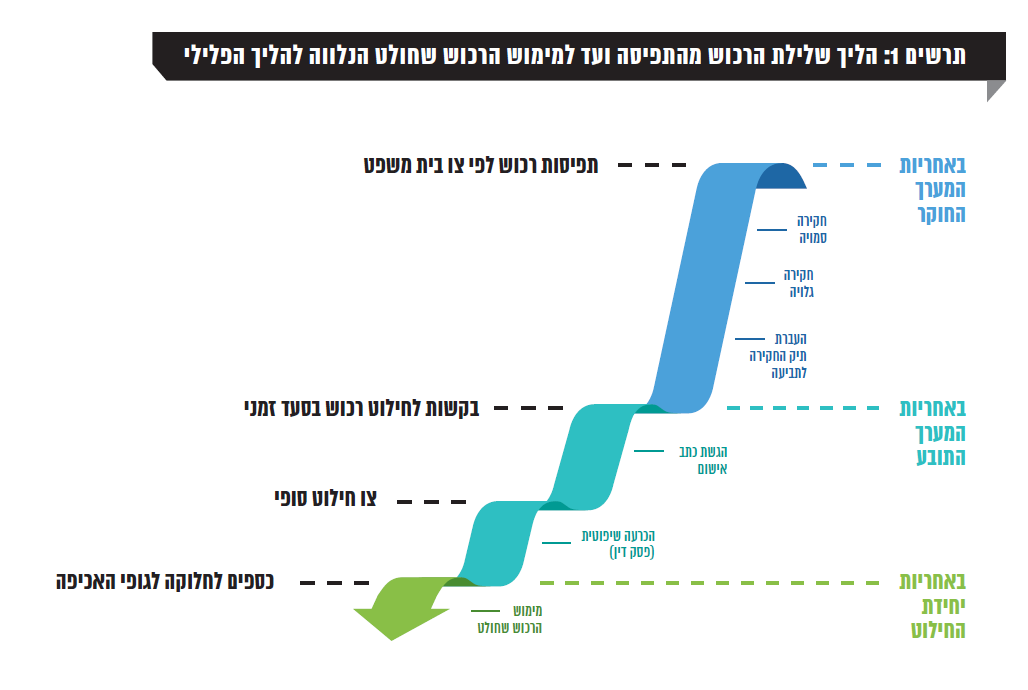 תרשים 1: הליך שלילת הרכוש מהתפיסה ועד למימוש הרכוש שחולט הנלווה להליך הפלילי
באחריות
המערך
החוקר
תפיסות רכוש לפי צו בית משפט
חקירה
סמויה
חקירה
גלויה
העברת
תיק החקירה
לתביעה
באחריות
המערך
התובע
בקשות לחילוט רכוש בסעד זמני
הגשת כתב
אישום
צו חילוט סופי
הכרעה שיפוטית
(פסק דין)
באחריות
יחידת
החילוט
כספים לחלוקה לגופי האכיפה
מימוש
הרכוש שחולט